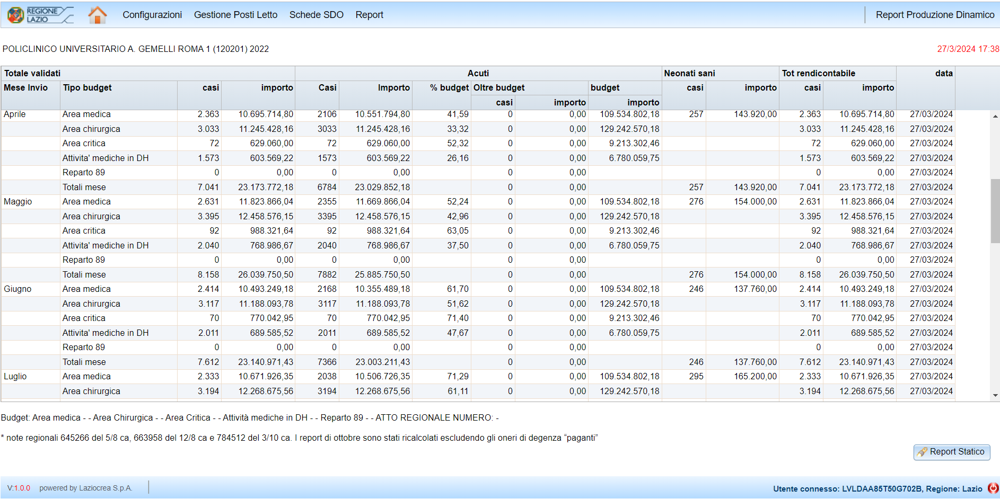 REGIONE LAZIO Configurazioni Gestione Posti Letto Schede SDO Report Report Produzione Dinamico
POLICLINICO UNIVERSITARIO A. GEMELLI ROMA 1 (120201) 2022 27/3/2024 17:38
Totale validati Acuti Neonati sani Tot rendicontabile data
Mese Invio Tipo budget casi importo Casi Importo % budget Oltre budget budget casi importo casi importo
casi importo importo
Aprile Area medica 2.363 10.695.714,80 2106 10.551.794,80 41,59 0 0,00 109.534.802,18 257 143.920,00 2.363 10.695.714,80 27/03/2024
Area chirurgica 3.033 11.245.428,16 3033 11.245.428,16 33,32 0 0,00 129.242.570,18 3.033 11.245.428,16 27/03/2024
Area critica 72 629.060,00 72 629.060,00 52,32 0 0,00 9.213.302,46 72 629.060,00 27/03/2024
Attivita' mediche in DH 1.573 603.569,22 1573 603.569,22 26,16 0 0,00 6.780.059,75 1.573 603.569,22 27/03/2024
Reparto 89 0 0,00 0 0,00 0 0,00 0 0,00 27/03/2024
Totali mese 7.041 23.173.772,18 6784 23.029.852,18 0 0,00 257 143.920,00 7.041 23.173.772,18 27/03/2024
Maggio Area medica 2.631 11.823.866,04 2355 11.669.866,04 52,24 0 0,00 109.534.802,18 276 154.000,00 2.631 11.823.866,04 27/03/2024
Area chirurgica 3.395 12.458.576,15 3395 12.458.576,15 42,96 0 0,00 129.242.570,18 3.395 12.458.576,15 27/03/2024
Area critica 92 988.321,64 92 988.321,64 63,05 0 0,00 9.213.302,46 92 988.321,64 27/03/2024
Attivita' mediche in DH 2.040 768.986,67 2040 768.986,67 37,50 0 0,00 6.780.059,75 2.040 768.986,67 27/03/2024
Reparto 89 0 0,00 0 0,00 0 0,00 0 0,00 27/03/2024
Totali mese 8.158 26.039.750,50 7882 25.885.750,50 0 0,00 276 154.000,00 8.158 26.039.750,50 27/03/2024
Giugno Area medica 2.414 10.493.249,18 2168 10.355.489,18 61,70 0 0,00 109.534.802,18 246 137.760,00 2.414 10.493.249,18 27/03/2024
Area chirurgica 3.117 11.188.093,78 3117 11.188.093,78 51,62 0 0,00 129.242.570,18 3.117 11.188.093,78 27/03/2024
Area critica 70 770.042,95 70 770.042,95 71,40 0 0,00 9.213.302,46 70 770.042,95 27/03/2024
Attivita' mediche in DH 2.011 689.585,52 2011 689.585,52 47,67 0 0,00 6.780.059,75 2.011 689.585,52 27/03/2024
Reparto 89 0 0,00 0 0,00 0 0,00 0 0,00 27/03/2024
Totali mese 7.612 23.140.971,43 7366 23.003.211,43 0 0,00 246 137.760,00 7.612 23.140.971,43 27/03/2024
Luglio Area medica 2.333 10.671.926,35 2038 10.506.726,35 71,29 0 0,00 109.534.802,18 295 165.200,00 2.333 10.671.926,35 27/03/2024
Area chirurgica 3.194 12.268.675,56 3194 12.268.675,56 61,11 0 0,00 129.242.570,18 3.194 12.268.675,56 27/03/2024
Budget: Area medica - - Area Chirurgica - - Area Critica - - Attività mediche in DH - - Reparto 89 - - ATTO REGIONALE NUMERO: -
* note regionali 645266 del 5/8 ca, 663958 del 12/8 ca e 784512 del 3/10 ca. I report di ottobre sono stati ricalcolati escludendo gli oneri di degenza “paganti”
Report Statico
V:1.0.0 powered by Laziocrea S.p.A. Utente connesso: LVLDAA85T50G702B, Regione: Lazio